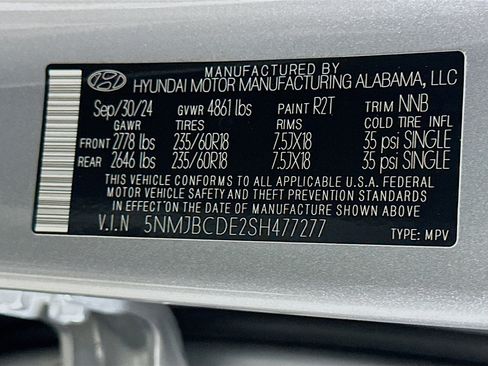 MANUFACTURED BY
HYUNDAI MOTOR MANUFACTURING ALABAMA, LLC
Sep/30/24 GVWR 4861 lbs PAINT R2T TRIM NNB
GAWR TIRES RIMS COLD TIRE INFL
FRONT 2778 lbs 235/60R18 7.5JX18 35 psi SINGLE
REAR 2646 lbs 235/60R18 7.5JX18 35 psi SINGLE
THIS VEHICLE CONFORMS TO ALL APPLICABLE U.S.A. FEDERAL
MOTOR VEHICLE SAFETY AND THEFT PREVENTION STANDARDS
IN EFFECT ON THE DATE OF MANUFACTURE SHOWN ABOVE
V.I.N 5NMJBCDE2SH477277 TYPE: MPV